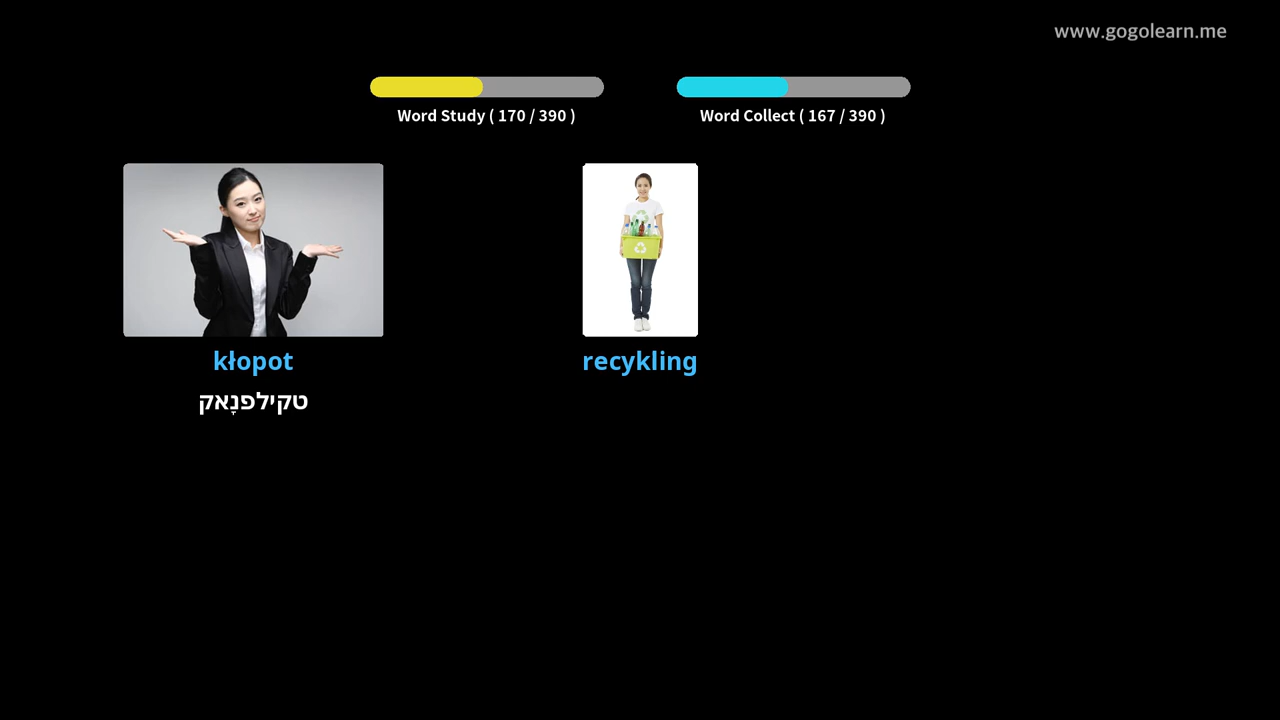 www.gogolearn.me
Word Study ( 170 / 390 )
Word Collect ( 167 / 390 )
kłopot
recykling
טקילפנָאק